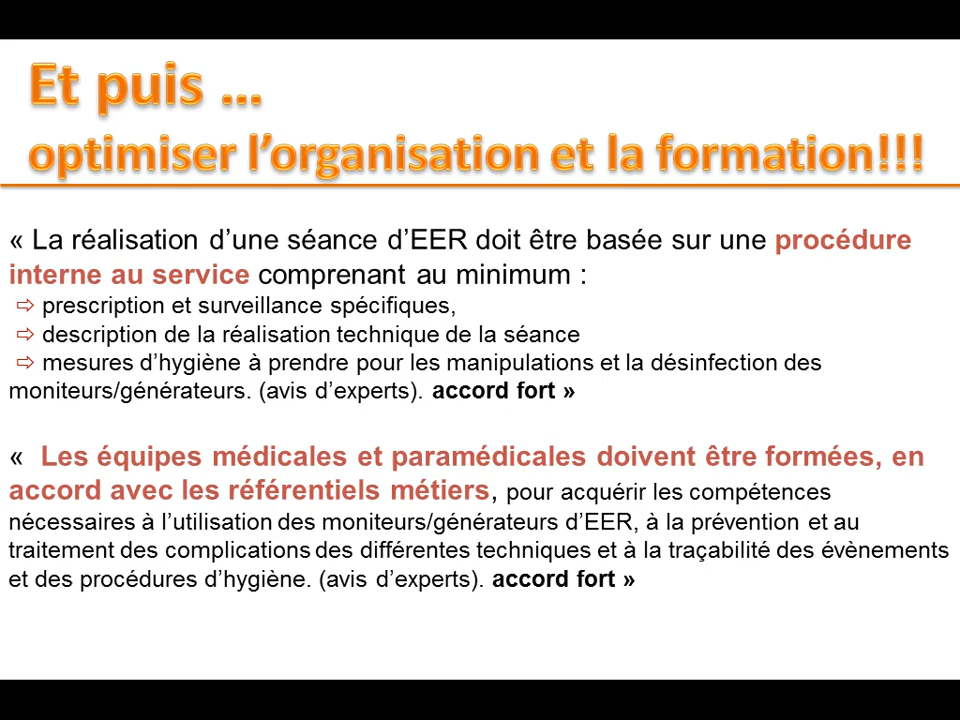 Et puis ...
optimiser l’organisation et la formation!!!
« La réalisation d’une séance d’EER doit être basée sur une procédure
interne au service comprenant au minimum :
⇨ prescription et surveillance spécifiques,
⇨ description de la réalisation technique de la séance
⇨ mesures d’hygiène à prendre pour les manipulations et la désinfection des
moniteurs/générateurs. (avis d’experts). accord fort »
« Les équipes médicales et paramédicales doivent être formées, en
accord avec les référentiels métiers, pour acquérir les compétences
nécessaires à l’utilisation des moniteurs/générateurs d’EER, à la prévention et au
traitement des complications des différentes techniques et à la traçabilité des évènements
et des procédures d’hygiène. (avis d’experts). accord fort »